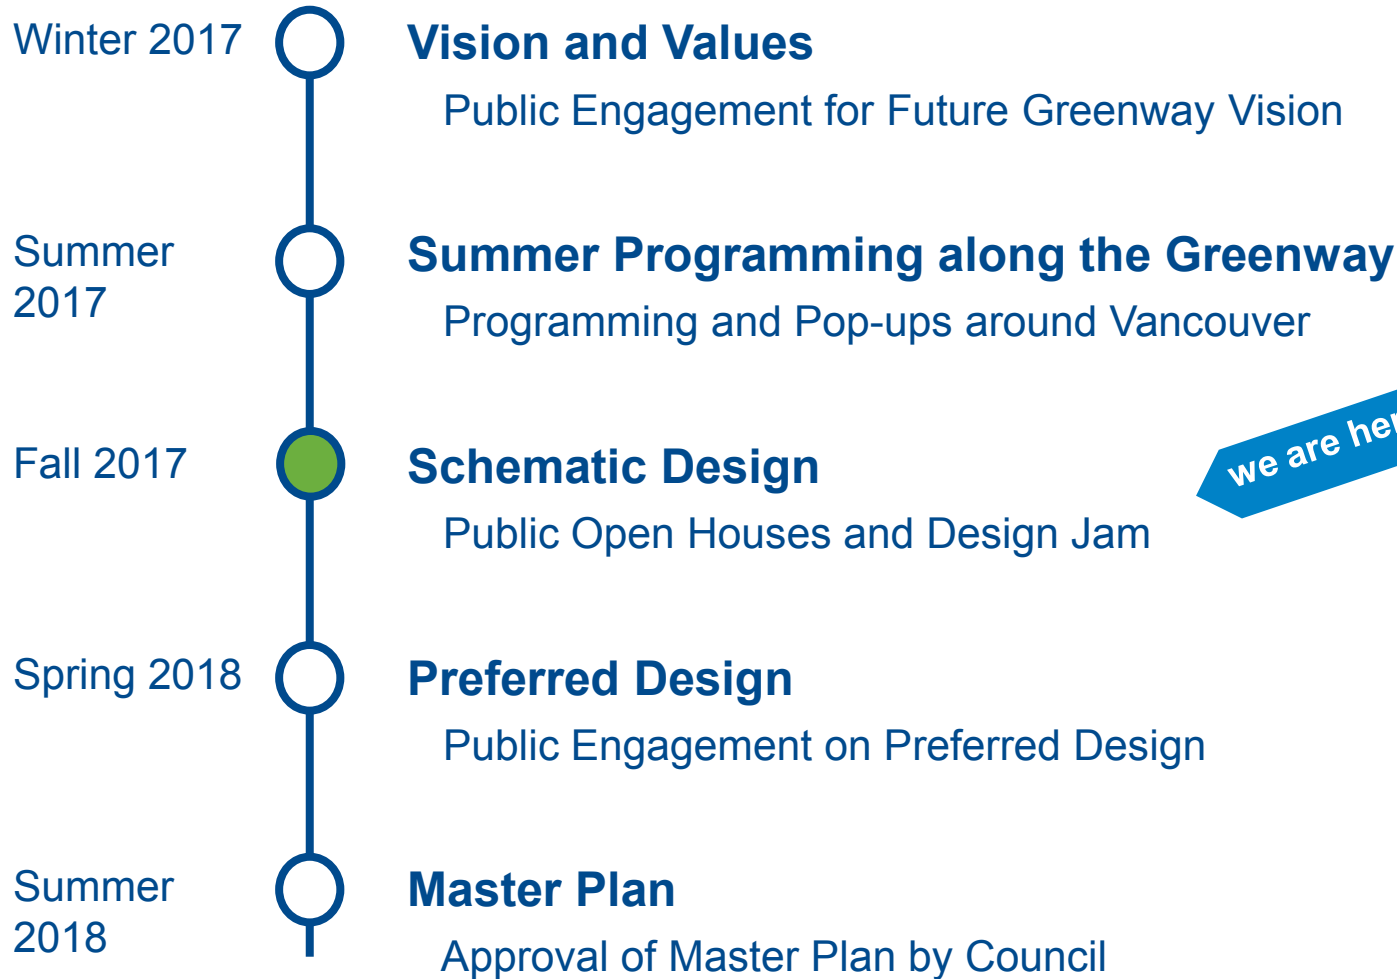 Winter 2017
Vision and Values
Public Engagement for Future Greenway Vision
Summer
2017
Summer Programming along the Greenway
Programming and Pop-ups around Vancouver
Fall 2017
Schematic Design
we are her
Public Open Houses and Design Jam
Spring 2018
Preferred Design
Public Engagement on Preferred Design
Summer
2018
Master Plan
Approval of Master Plan by Council